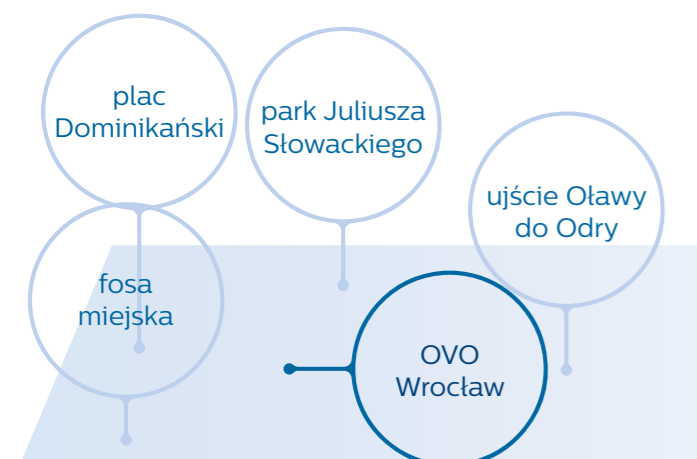 plac
Dominikański
park Juliusza
Słowackiego
ujście Oławy
do Odry
fosa
miejska
OVO
Wrocław